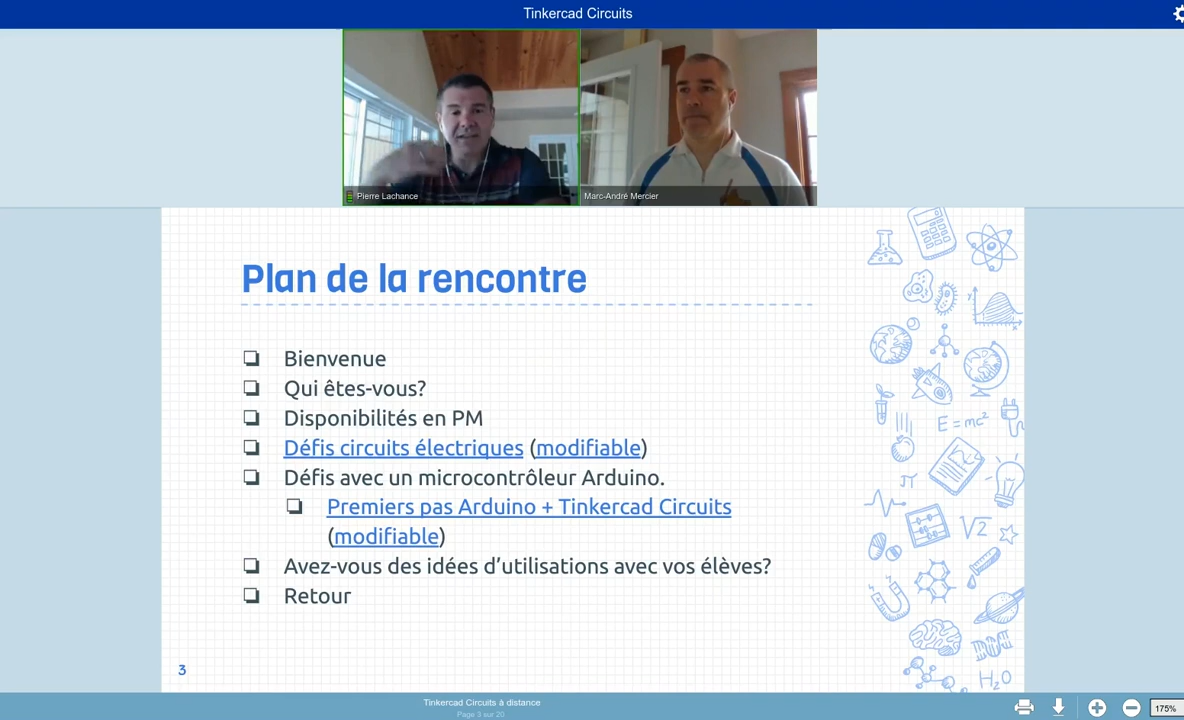 Tinkercad Circuits
Pierre Lachance
Marc-André Mercier
Plan de la rencontre
❏ Bienvenue
❏ Qui êtes-vous?
❏ Disponibilités en PM
❏ Défis circuits électriques (modifiable)
❏ Défis avec un microcontrôleur Arduino.
❏ Premiers pas Arduino + Tinkercad Circuits
(modifiable)
❏ Avez-vous des idées d'utilisations avec vos élèves?
❏ Retour
y
x
E = mc²
π
√2
H₂O
3
Tinkercad Circuits à distance
Page 3 sur 20
175%